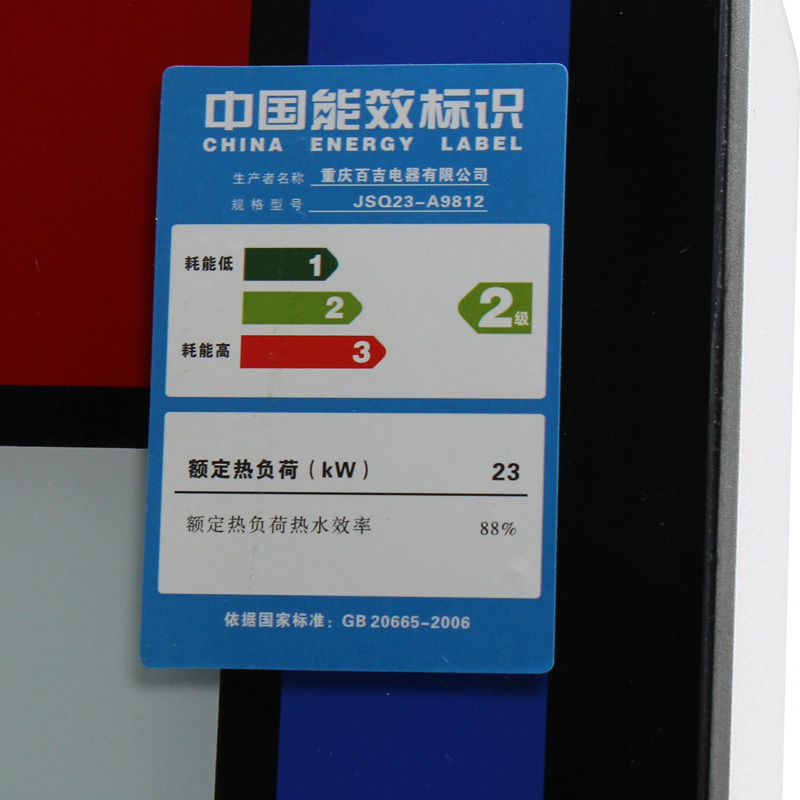 中国能效标识
CHINA ENERGY LABEL
生产者名称 重庆百吉电器有限公司
规格型号 JSQ23-A9812
耗能低 1
2 2级
耗能高 3
额定热负荷（kW） 23
额定热负荷热水效率 88%
依据国家标准：GB 20665-2006